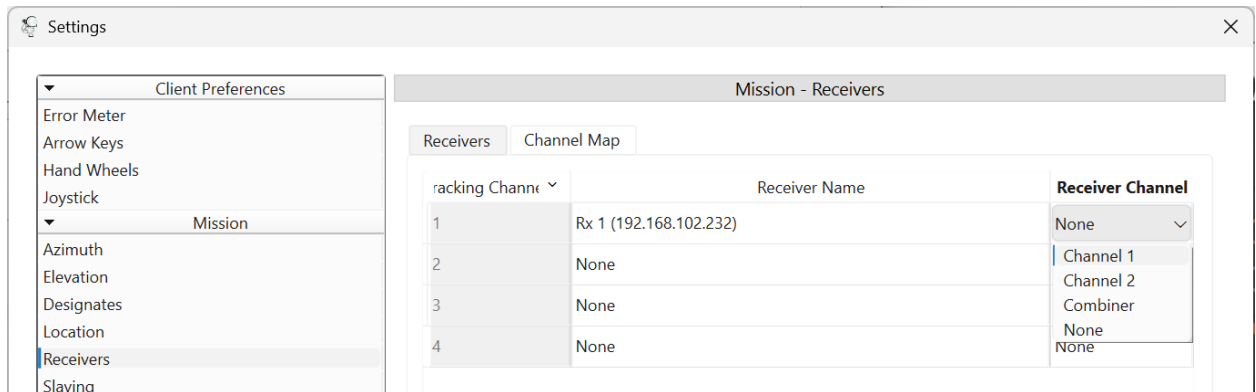 Settings
Client Preferences
Error Meter
Arrow Keys
Hand Wheels
Joystick
Mission
Azimuth
Elevation
Designates
Location
Receivers
Slaving
Mission - Receivers
Receivers Channel Map
racking Channe Receiver Name Receiver Channel
1 Rx 1 (192.168.102.232) None
2 None
3 None
4 None None
Channel 1
Channel 2
Combiner
None